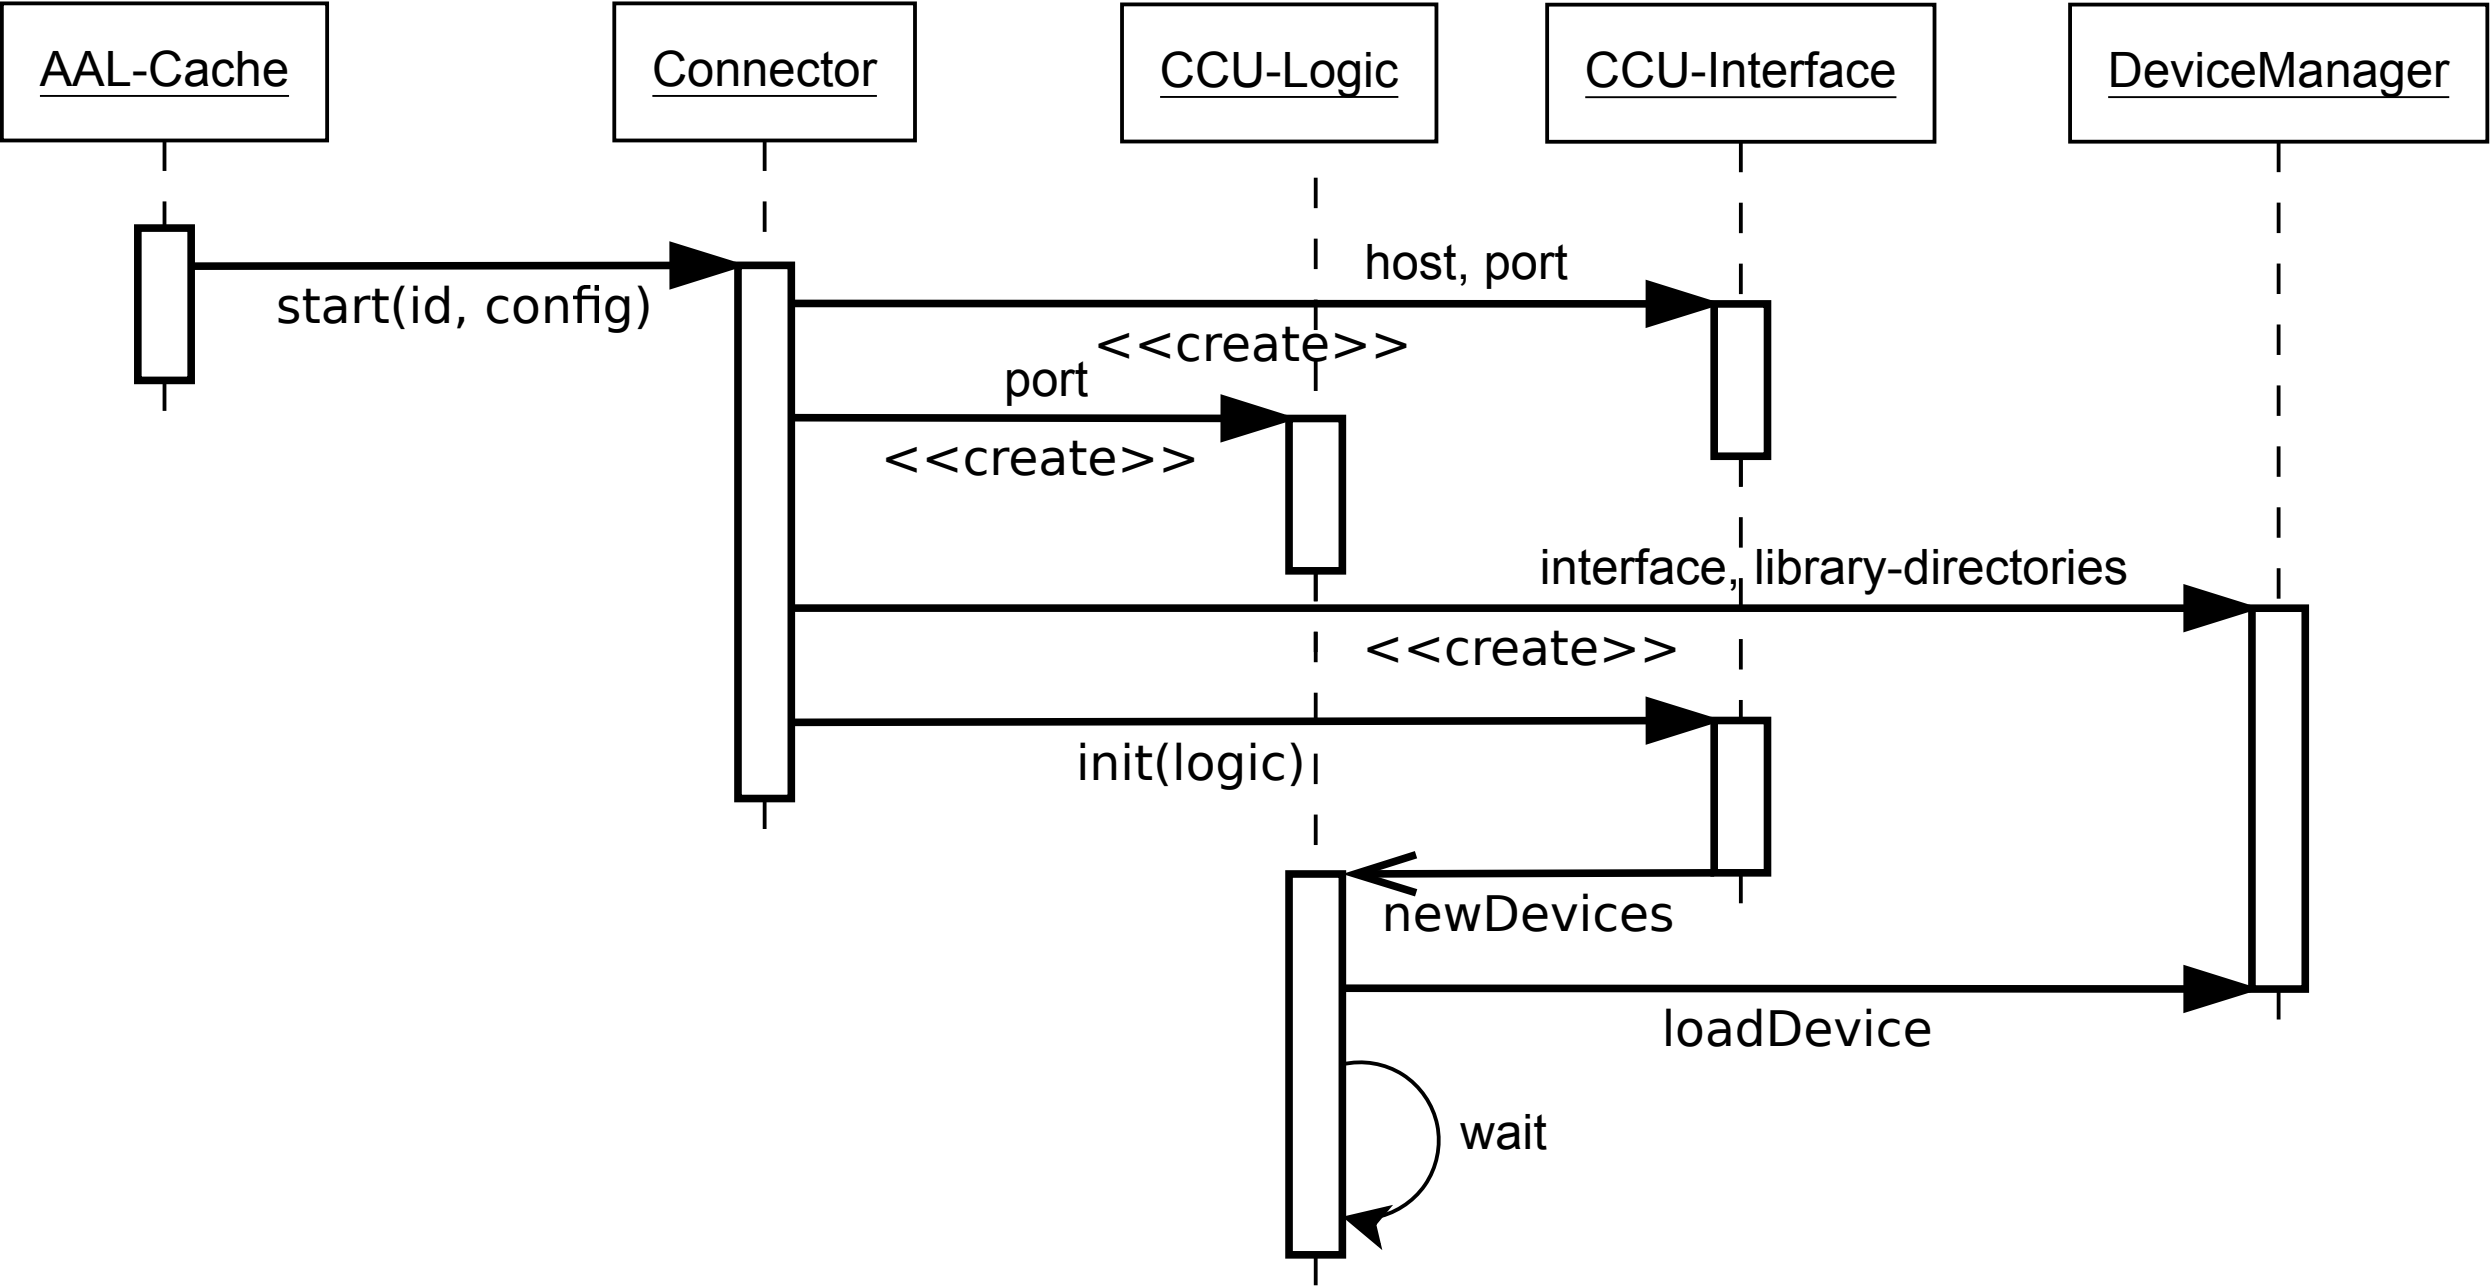 AAL-Cache
Connector
CCU-Logic
CCU-Interface
DeviceManager
host, port
start(id, config)
<<create>>
port
<<create>>
interface, library-directories
<<create>>
init(logic)
newDevices
loadDevice
wait